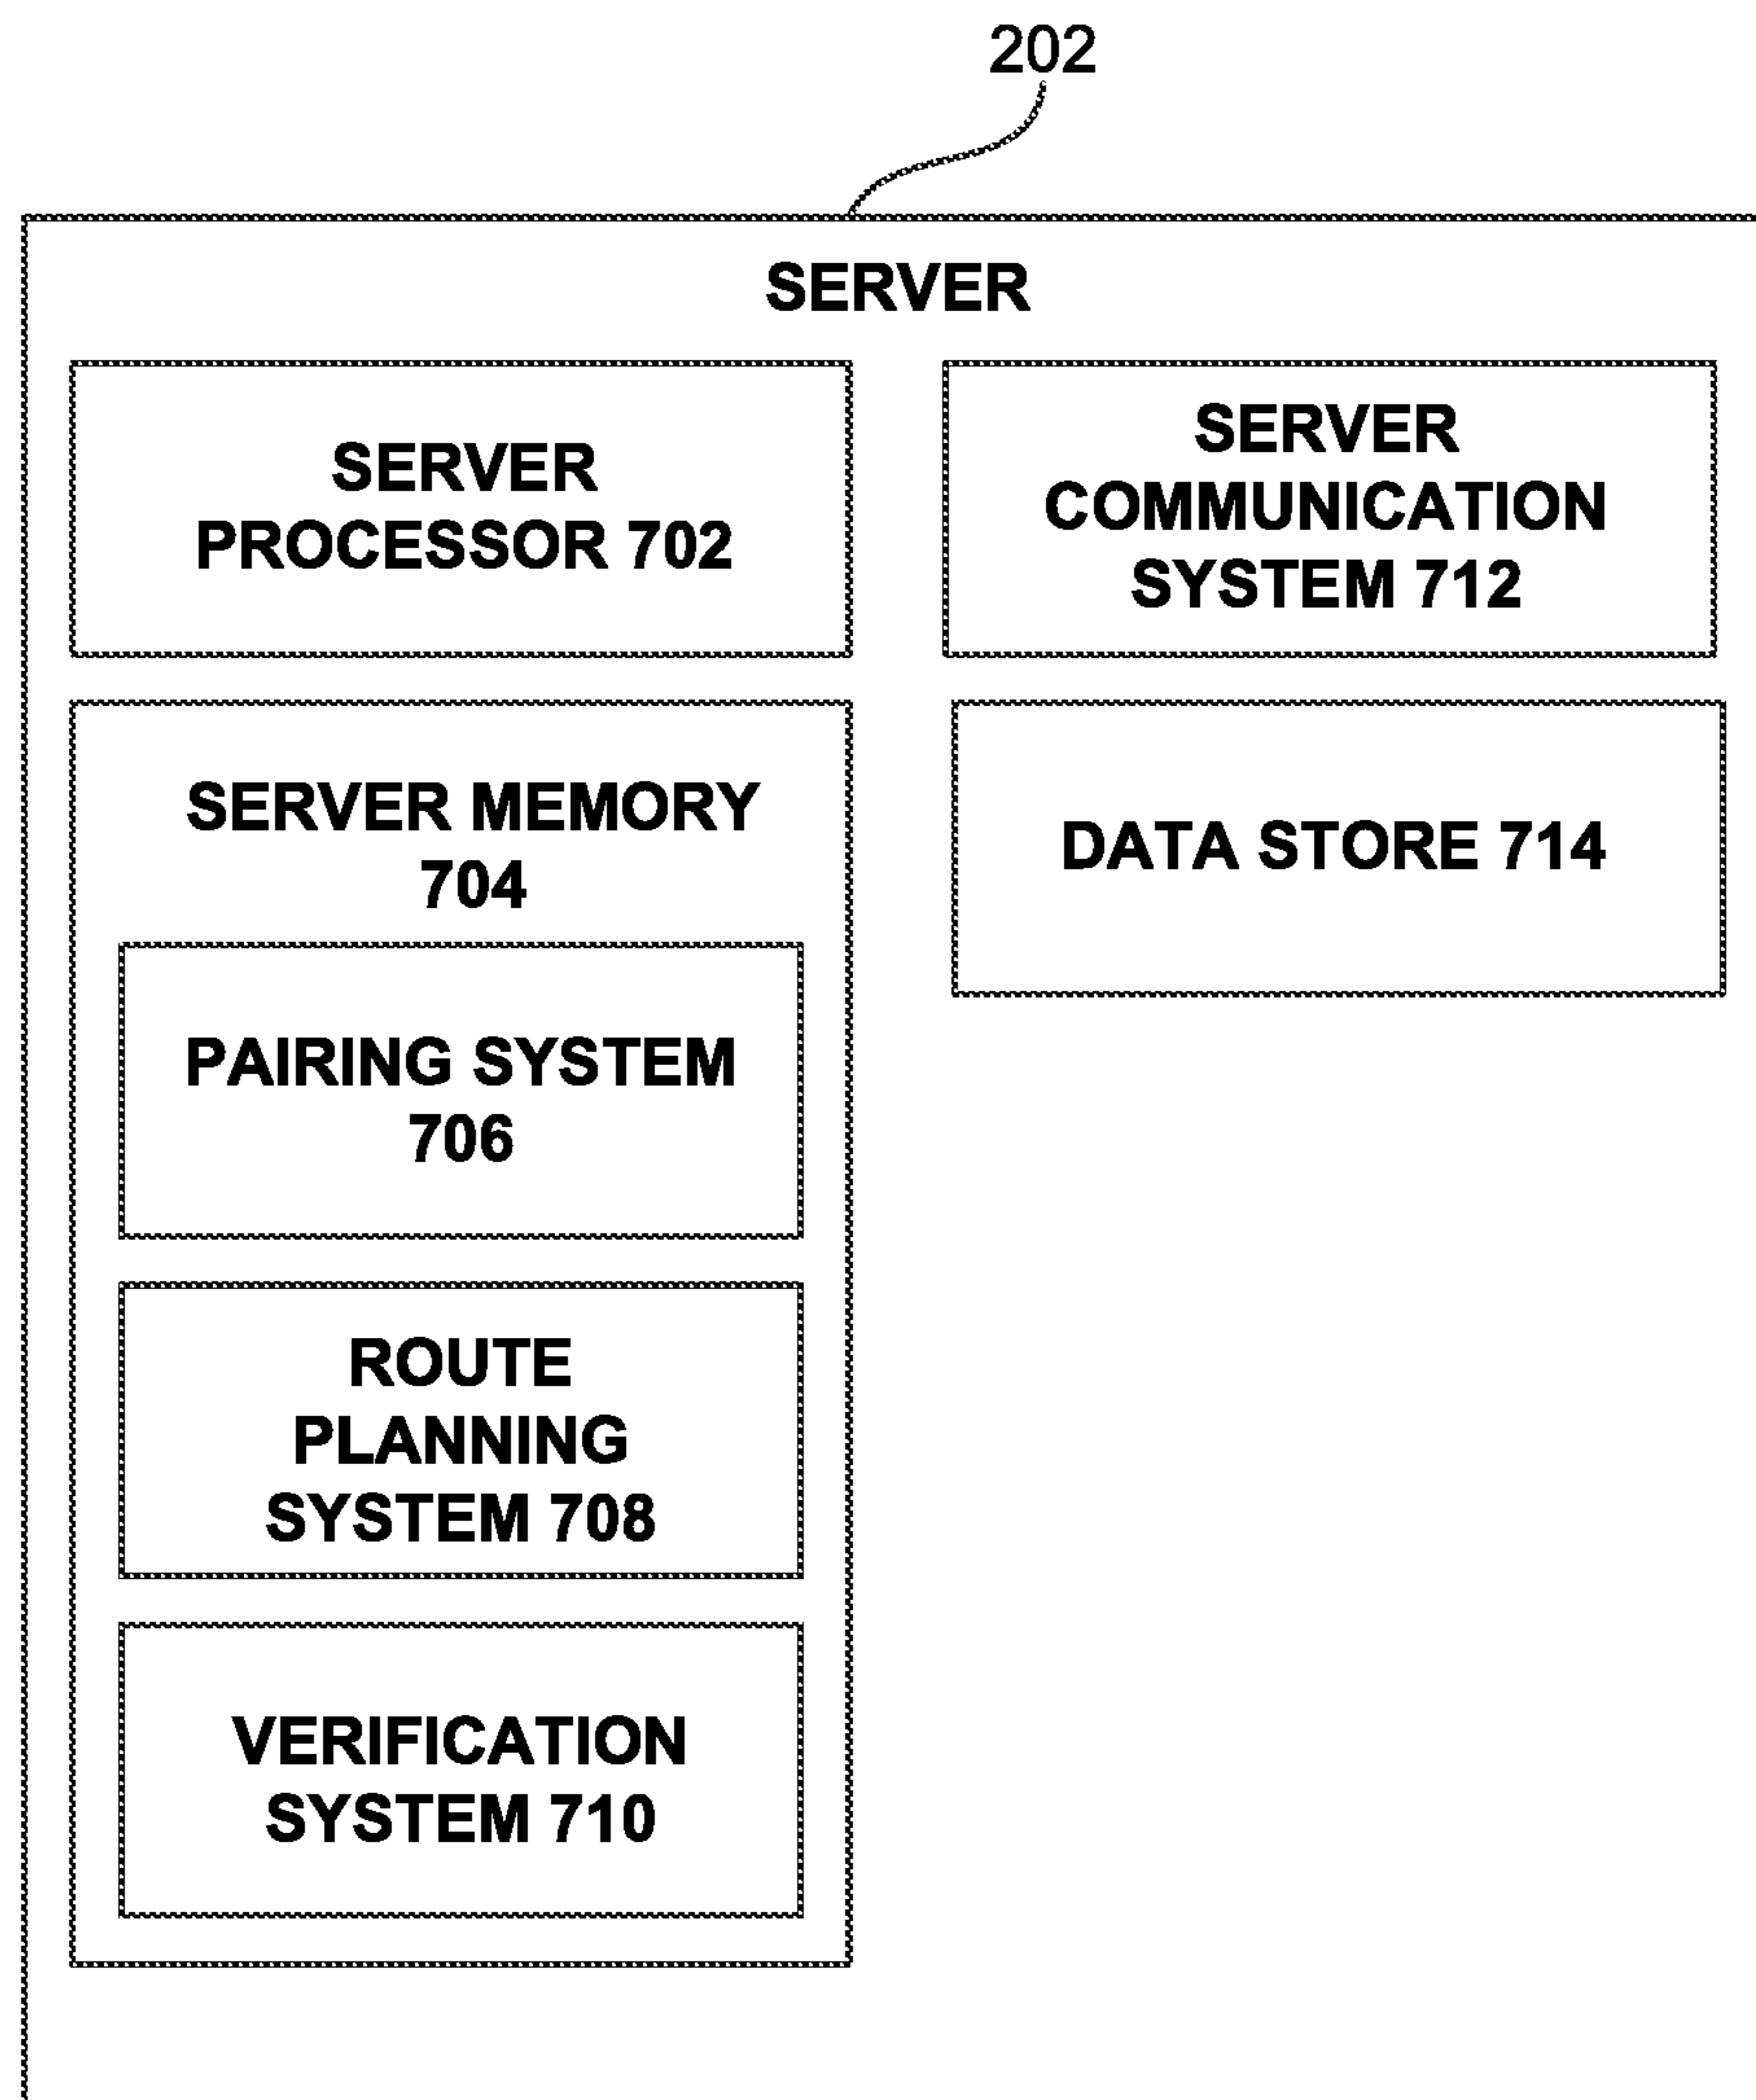 202
SERVER
SERVER
PROCESSOR 702
SERVER
COMMUNICATION
SYSTEM 712
SERVER MEMORY
704
DATA STORE 714
PAIRING SYSTEM
706
ROUTE
PLANNING
SYSTEM 708
VERIFICATION
SYSTEM 710